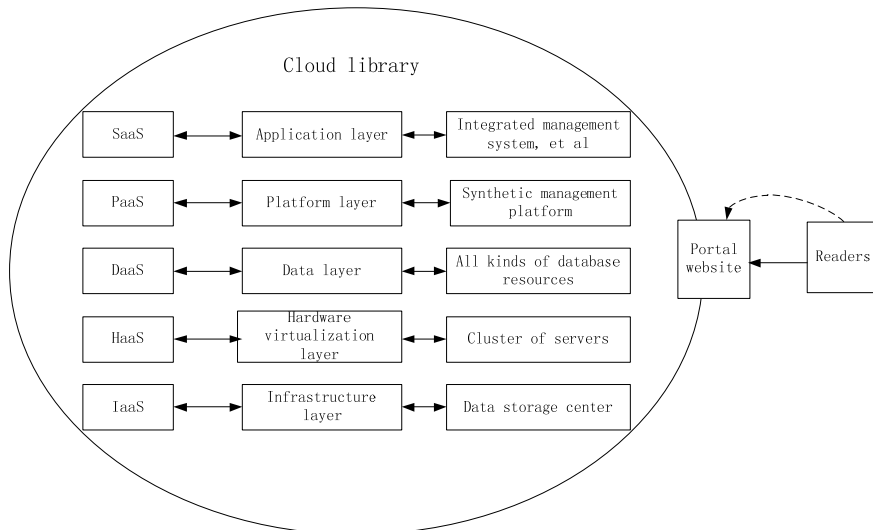 Cloud library
SaaS
Application layer
Integrated management
system, et al
PaaS
Platform layer
Synthetic management
platform
DaaS
Data layer
All kinds of database
resources
HaaS
Hardware
virtualization
layer
Cluster of servers
IaaS
Infrastructure
layer
Data storage center
Portal
website
Readers